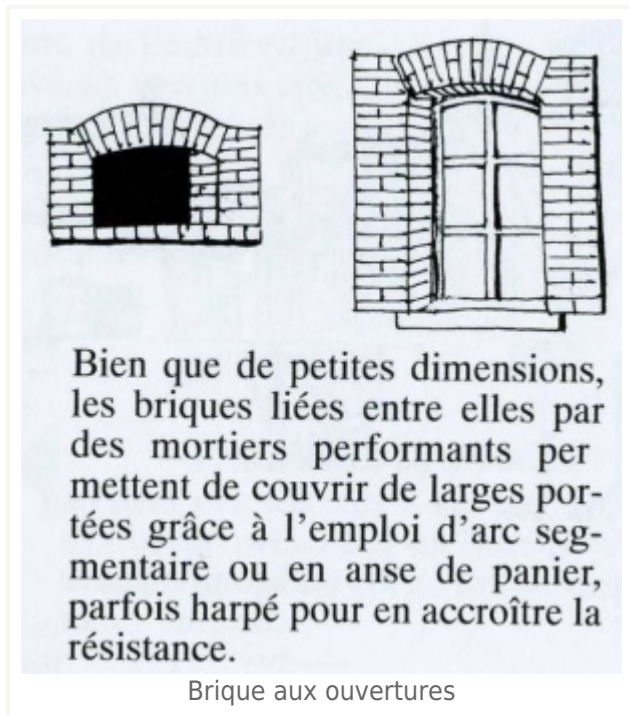 Bien que de petites dimensions,
les briques liées entre elles par
des mortiers performants per
mettent de couvrir de larges por-
tées grâce à l'emploi d'arc seg-
mentaire ou en anse de panier,
parfois harpé pour en accroître la
résistance.
Brique aux ouvertures